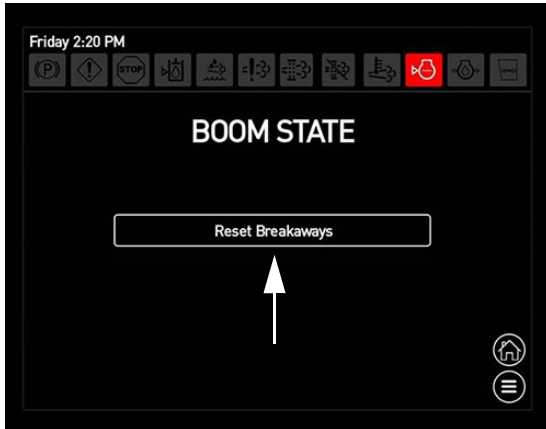 Friday 2:20 PM
(P)
STOP
BOOM STATE
Reset Breakaways